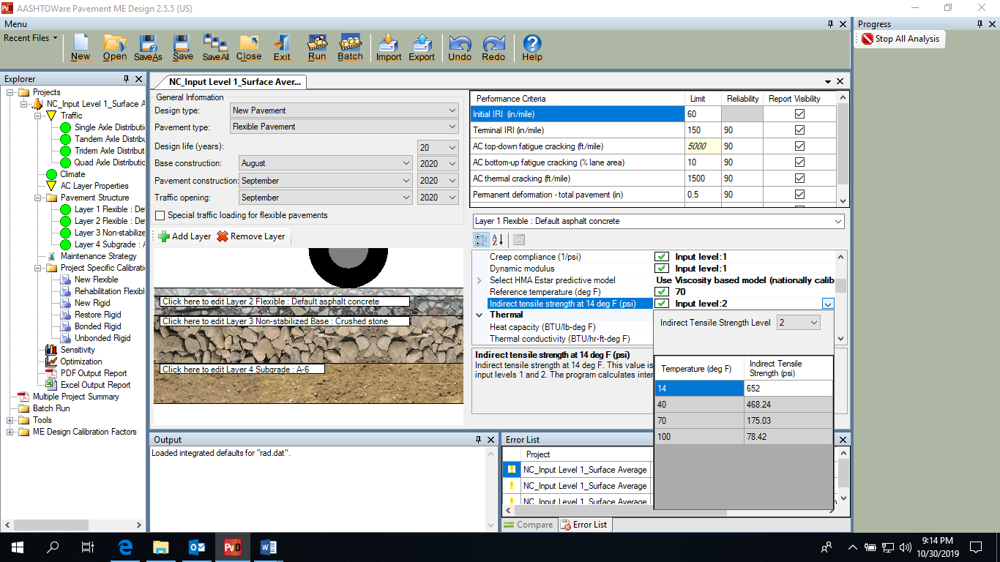 AASHTOWare Pavement ME Design 2.5.5 (US)
Menu
Recent Files
New
Open
SaveAs
Save
SaveAll
Close
Exit
Run
Batch
Import
Export
Undo
Redo
Help
Progress
Stop All Analysis
Explorer
Projects
NC_Input Level 1_Surface A
Traffic
Single Axle Distributio
Tandem Axle Distribu
Tridem Axle Distributi
Quad Axle Distributio
Climate
AC Layer Properties
Pavement Structure
Layer 1 Flexible : De
Layer 2 Flexible : De
Layer 3 Non-stabilize
Layer 4 Subgrade : A
Maintenance Strategy
Project Specific Calibrati
New Flexible
Rehabilitation Flexibl
New Rigid
Restore Rigid
Bonded Rigid
Unbonded Rigid
Sensitivity
Optimization
PDF Output Report
Excel Output Report
Multiple Project Summary
Batch Run
Tools
ME Design Calibration Factors
NC_Input Level 1_Surface Aver...
General Information
Design type: New Pavement
Pavement type: Flexible Pavement
Design life (years): 20
Base construction: August 2020
Pavement construction: September 2020
Traffic opening: September 2020
Special traffic loading for flexible pavements
Add Layer Remove Layer
Click here to edit Layer 2 Flexible : Default asphalt concrete
Click here to edit Layer 3 Non-stabilized Base : Crushed stone
Click here to edit Layer 4 Subgrade : A-6
Performance Criteria Limit Reliability Report Visibility
Initial IRI (in/mile) 60
Terminal IRI (in/mile) 150 90
AC top-down fatigue cracking (ft/mile) 5000 90
AC bottom-up fatigue cracking (% lane area) 10 90
AC thermal cracking (ft/mile) 1500 90
Permanent deformation - total pavement (in) 0.5 90
Layer 1 Flexible : Default asphalt concrete
Creep compliance (1/psi) Input level:1
Dynamic modulus Input level:1
Select HMA Estar predictive model Use Viscosity based model (nationally calib
Reference temperature (deg F) 70
Indirect tensile strength at 14 deg F (psi) Input level:2
Thermal
Heat capacity (BTU/lb-deg F)
Thermal conductivity (BTU/hr-ft-deg F)
Indirect tensile strength at 14 deg F (psi)
Indirect tensile strength at 14 deg F. This value is
input levels 1 and 2. The program calculates inter
Indirect Tensile Strength Level 2
Temperature (deg F) Indirect Tensile
Strength (psi)
14 652
40 468.24
70 175.03
100 78.42
Output
Loaded integrated defaults for "rad.dat".
Error List
Project
NC_Input Level 1_Surface Average
NC_Input Level 1_Surface Average
NC_Input Level 1_Surface Average
Compare Error List
9:14 PM
10/30/2019